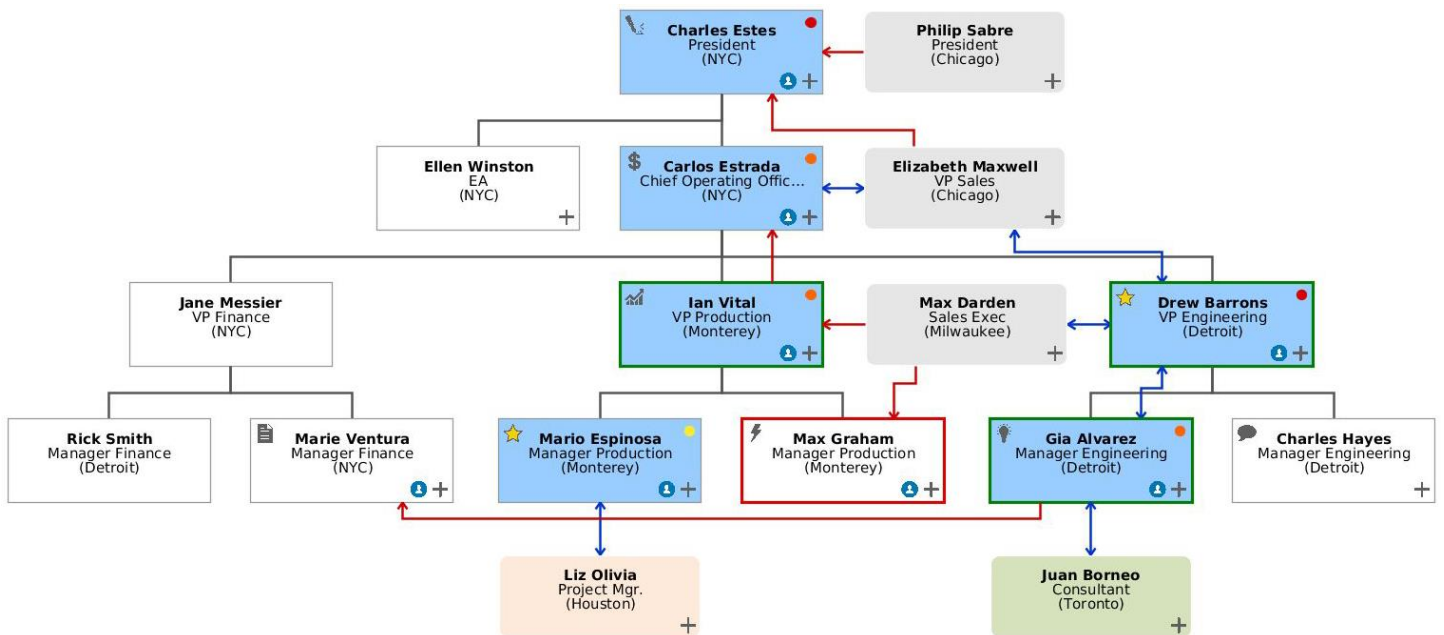 Charles Estes
President
(NYC)
Philip Sabre
President
(Chicago)
Ellen Winston
EA
(NYC)
$
Carlos Estrada
Chief Operating Offic...
(NYC)
Elizabeth Maxwell
VP Sales
(Chicago)
Jane Messier
VP Finance
(NYC)
Ian Vital
VP Production
(Monterey)
Max Darden
Sales Exec
(Milwaukee)
Drew Barrons
VP Engineering
(Detroit)
Rick Smith
Manager Finance
(Detroit)
Marie Ventura
Manager Finance
(NYC)
Mario Espinosa
Manager Production
(Monterey)
Max Graham
Manager Production
(Monterey)
Gia Alvarez
Manager Engineering
(Detroit)
Charles Hayes
Manager Engineering
(Detroit)
Liz Olivia
Project Mgr.
(Houston)
Juan Borneo
Consultant
(Toronto)